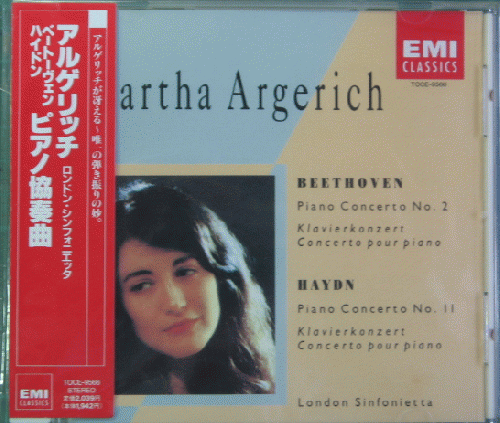 アルゲリッチが冴える〜唯一の弾き振りの妙。
アルゲリッチ ロンドン・シンフォニエッタ
ベートーヴェン ピアノ協奏曲
ハイドン
EMI
CLASSICS
TOCE-8566
STEREO
artha Argerich
EMI
CLASSICS
BEETHOVEN
Piano Concerto No. 2
Klavierkonzert
Concerto pour piano
HAYDN
Piano Concerto No. 11
Klavierkonzert
Concerto pour piano
London Sinfonietta